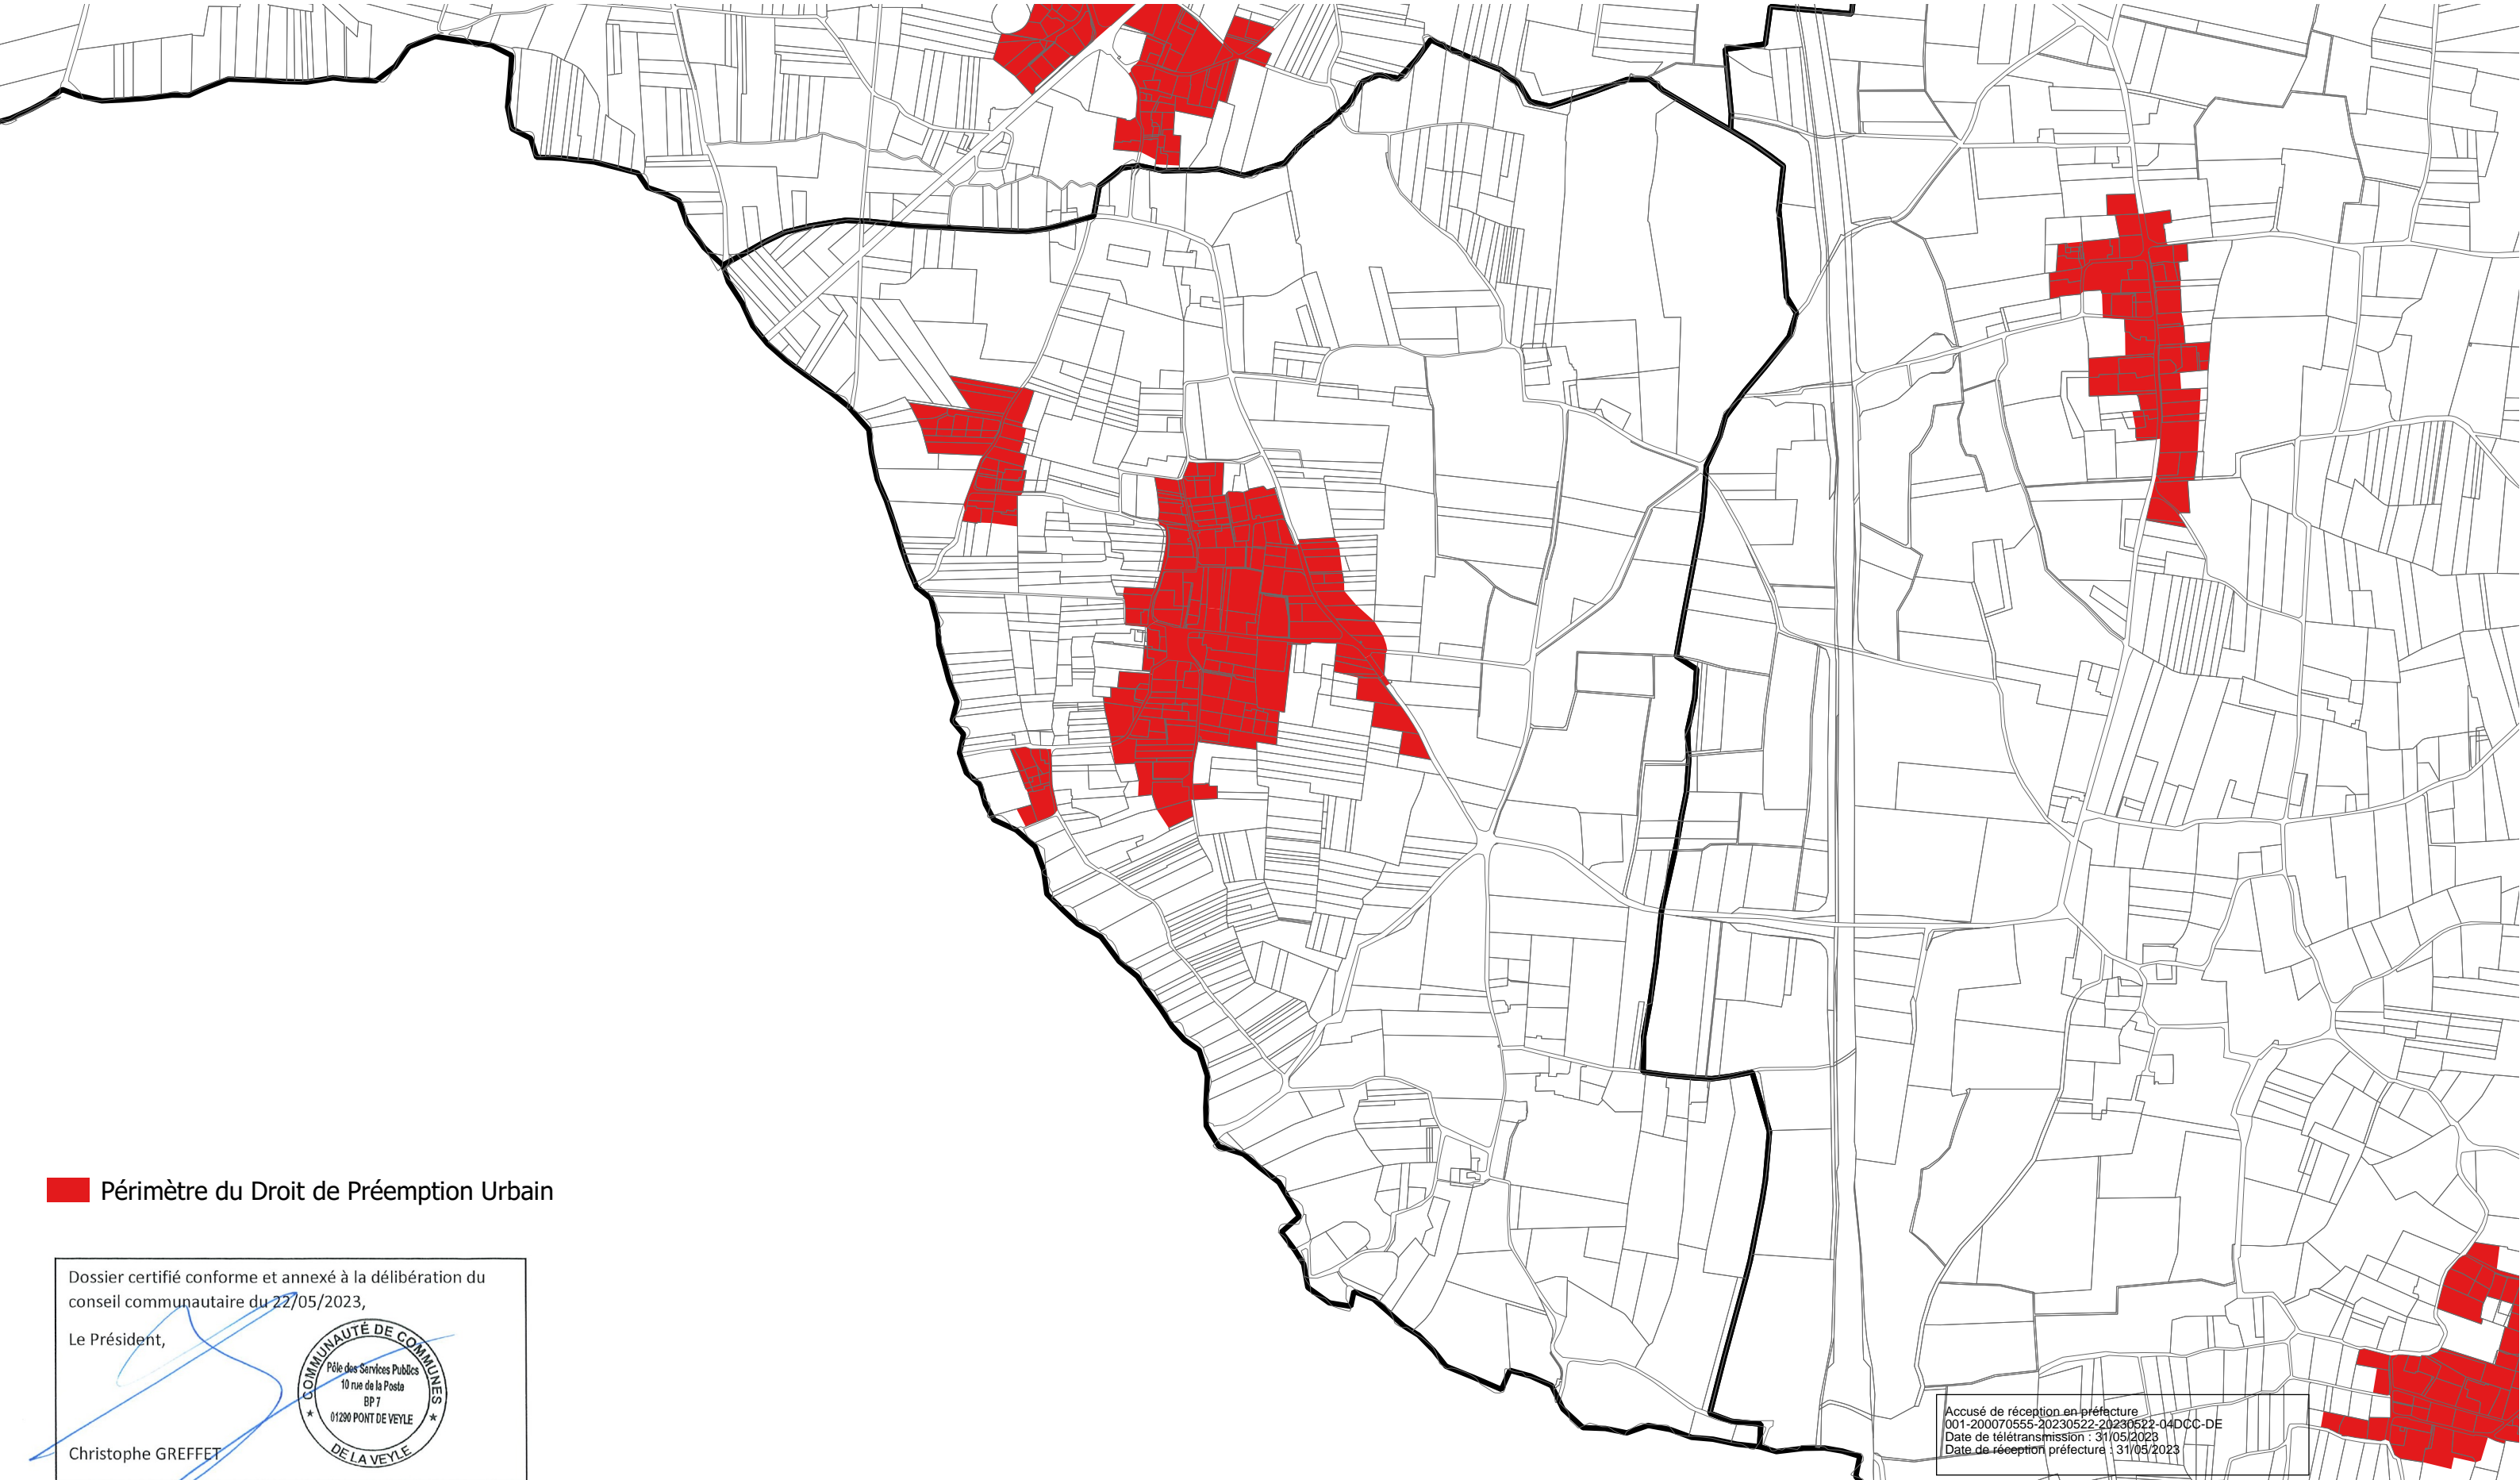 Périmètre du Droit de Préemption Urbain
Dossier certifié conforme et annexé à la délibération du
conseil communautaire du 22/05/2023,
Le Président,
COMMUNAUTÉ DE COMMUNES
Pôle des Services Publics
10 rue de la Poste
BP 7
01290 PONT DE VEYLE
DE LA VEYLE
Christophe GREFFET
Accusé de réception en préfecture
001-200070555-20230522-20230522-04DCC-DE
Date de télétransmission : 31/05/2023
Date de réception préfecture : 31/05/2023